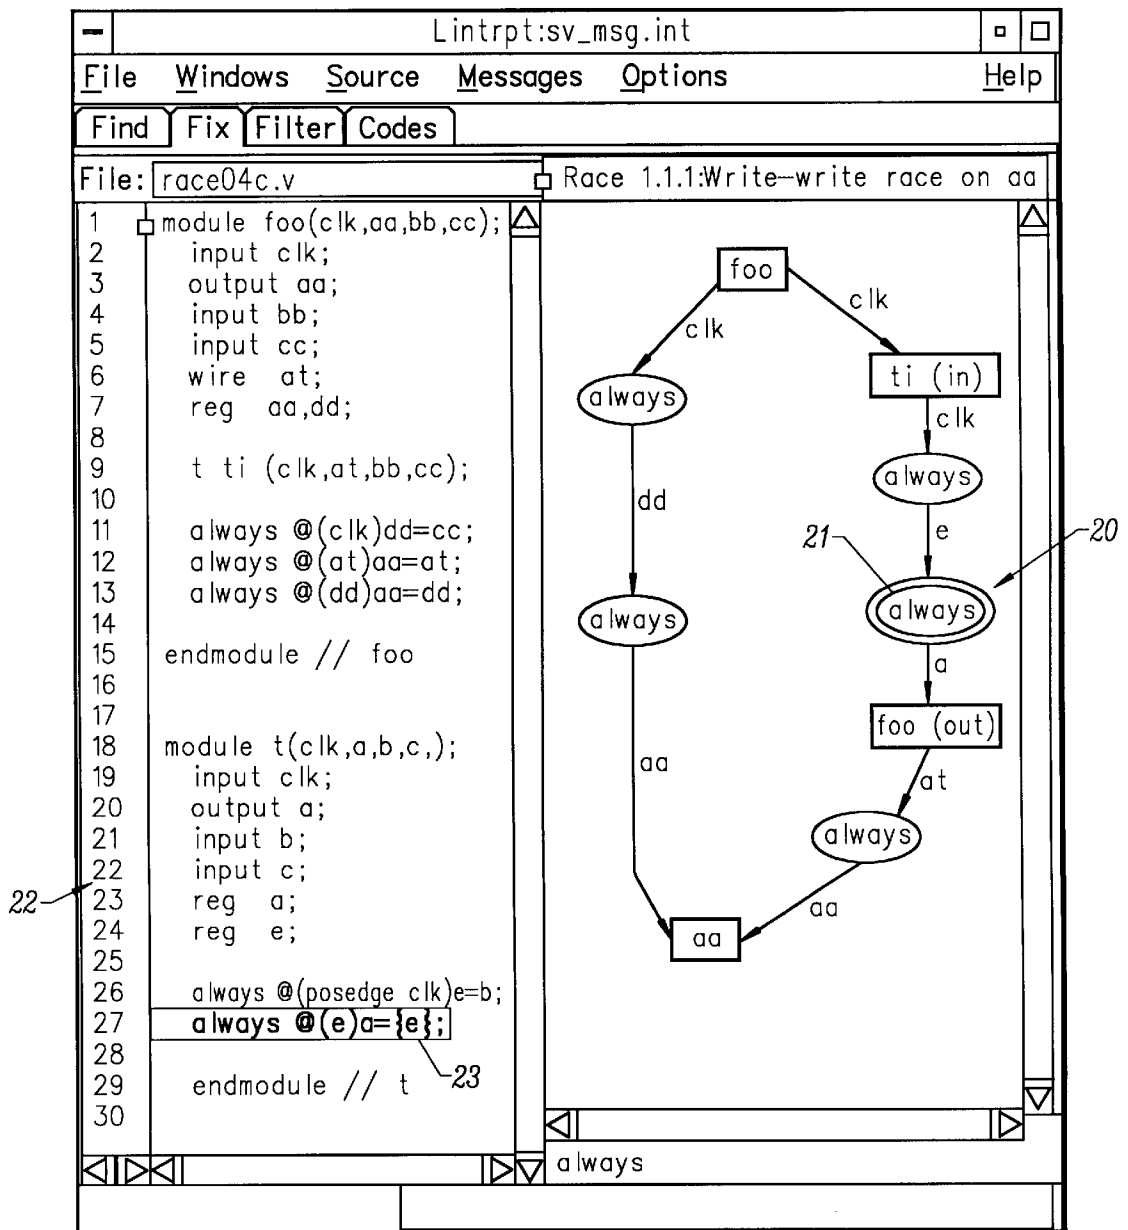 Lintrpt:sv_msg.int
File Windows Source Messages Options Help
Find Fix Filter Codes
File: race04c.v
Race 1.1.1:Write-write race on aa
1 module foo(clk,aa,bb,cc);
2 input clk;
3 output aa;
4 input bb;
5 input cc;
6 wire at;
7 reg aa,dd;
8
9 t ti (clk,at,bb,cc);
10
11 always @(clk)dd=cc;
12 always @(at)aa=at;
13 always @(dd)aa=dd;
14
15 endmodule // foo
16
17
18 module t(clk,a,b,c,);
19 input clk;
20 output a;
21 input b;
22 input c;
23 reg a;
24 reg e;
25
26 always @(posedge clk)e=b;
27 always @(e)a={e};
28
29 endmodule // t
30
22
23
foo
clk
clk
always
ti (in)
clk
always
dd
e
21
20
always
always
a
foo (out)
aa
at
always
aa
aa
always